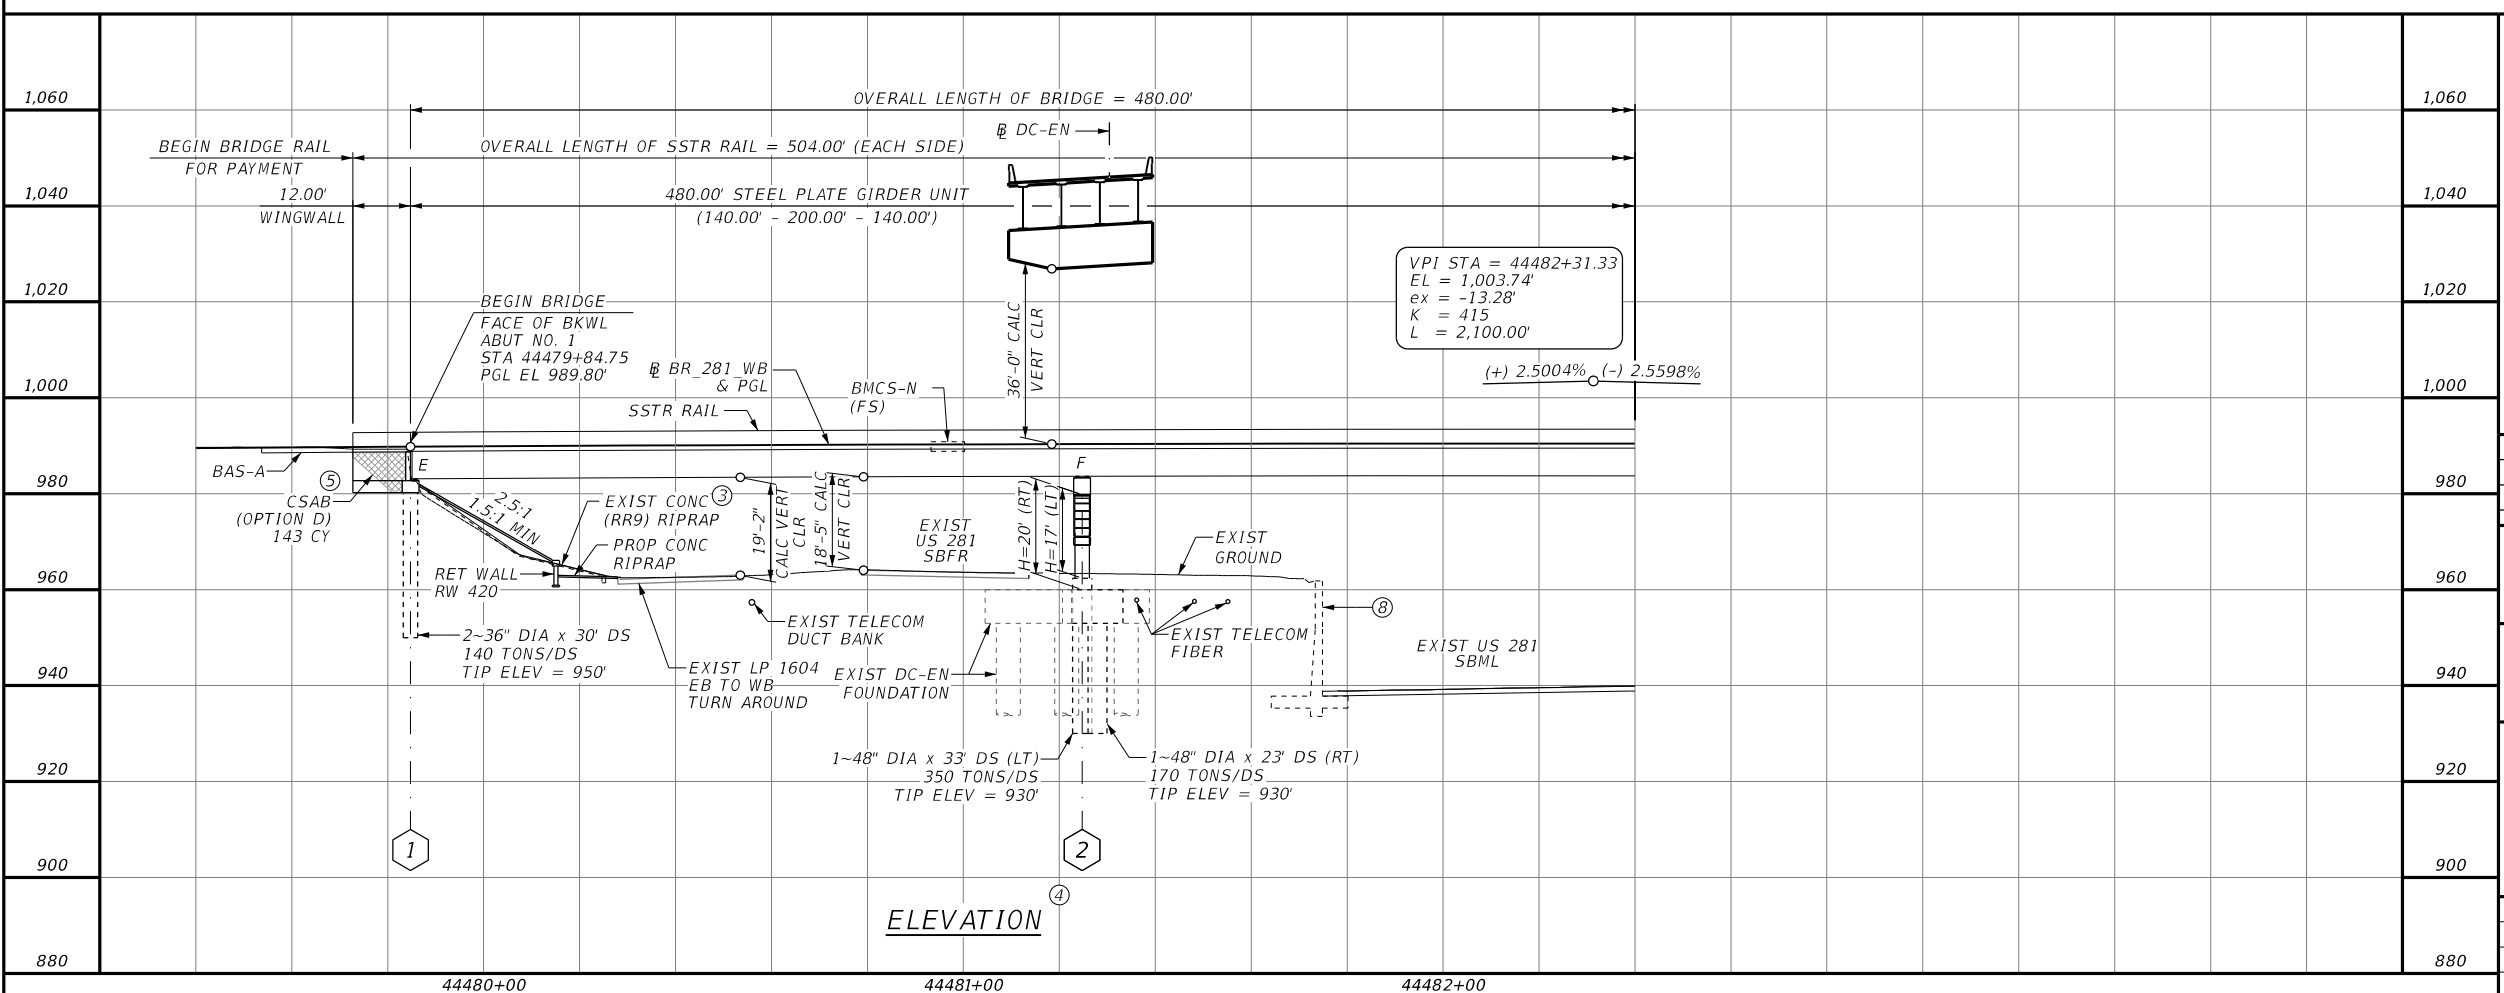 1,060
1,040
1,020
1,000
980
960
940
920
900
880
OVERALL LENGTH OF BRIDGE = 480.00'
BL DC-EN
BEGIN BRIDGE RAIL
FOR PAYMENT
OVERALL LENGTH OF SSTR RAIL = 504.00' (EACH SIDE)
12.00'
WINGWALL
480.00' STEEL PLATE GIRDER UNIT
(140.00' - 200.00' - 140.00')
VPI STA = 44482+31.33
EL = 1,003.74'
ex = -13.28'
K = 415
L = 2,100.00'
(+) 2.5004%
(-) 2.5598%
BEGIN BRIDGE
FACE OF BKWL
ABUT NO. 1
STA 44479+84.75
PGL EL 989.80'
BL BR_281_WB
& PGL
SSTR RAIL
BMCS-N
(FS)
36'-0" CALC
VERT CLR
BAS-A
5
CSAB
(OPTION D)
143 CY
E
2.5:1
1.5:1 MIN
EXIST CONC
3
(RR9) RIPRAP
PROP CONC
RIPRAP
RET WALL
RW 420
19'-2"
CALC VERT
CLR
18'-5" CALC
VERT CLR
EXIST
US 281
SBFR
H=20' (RT)
H=17' (LT)
F
EXIST
GROUND
8
EXIST US 281
SBML
2~36" DIA x 30' DS
140 TONS/DS
TIP ELEV = 950'
EXIST TELECOM
DUCT BANK
EXIST LP 1604
EB TO WB
TURN AROUND
EXIST DC-EN
FOUNDATION
EXIST TELECOM
FIBER
1~48" DIA x 33' DS (LT)
350 TONS/DS
TIP ELEV = 930'
1~48" DIA x 23' DS (RT)
170 TONS/DS
TIP ELEV = 930'
1
2
4
ELEVATION
1,060
1,040
1,020
1,000
980
960
940
920
900
880
44480+00
44481+00
44482+00